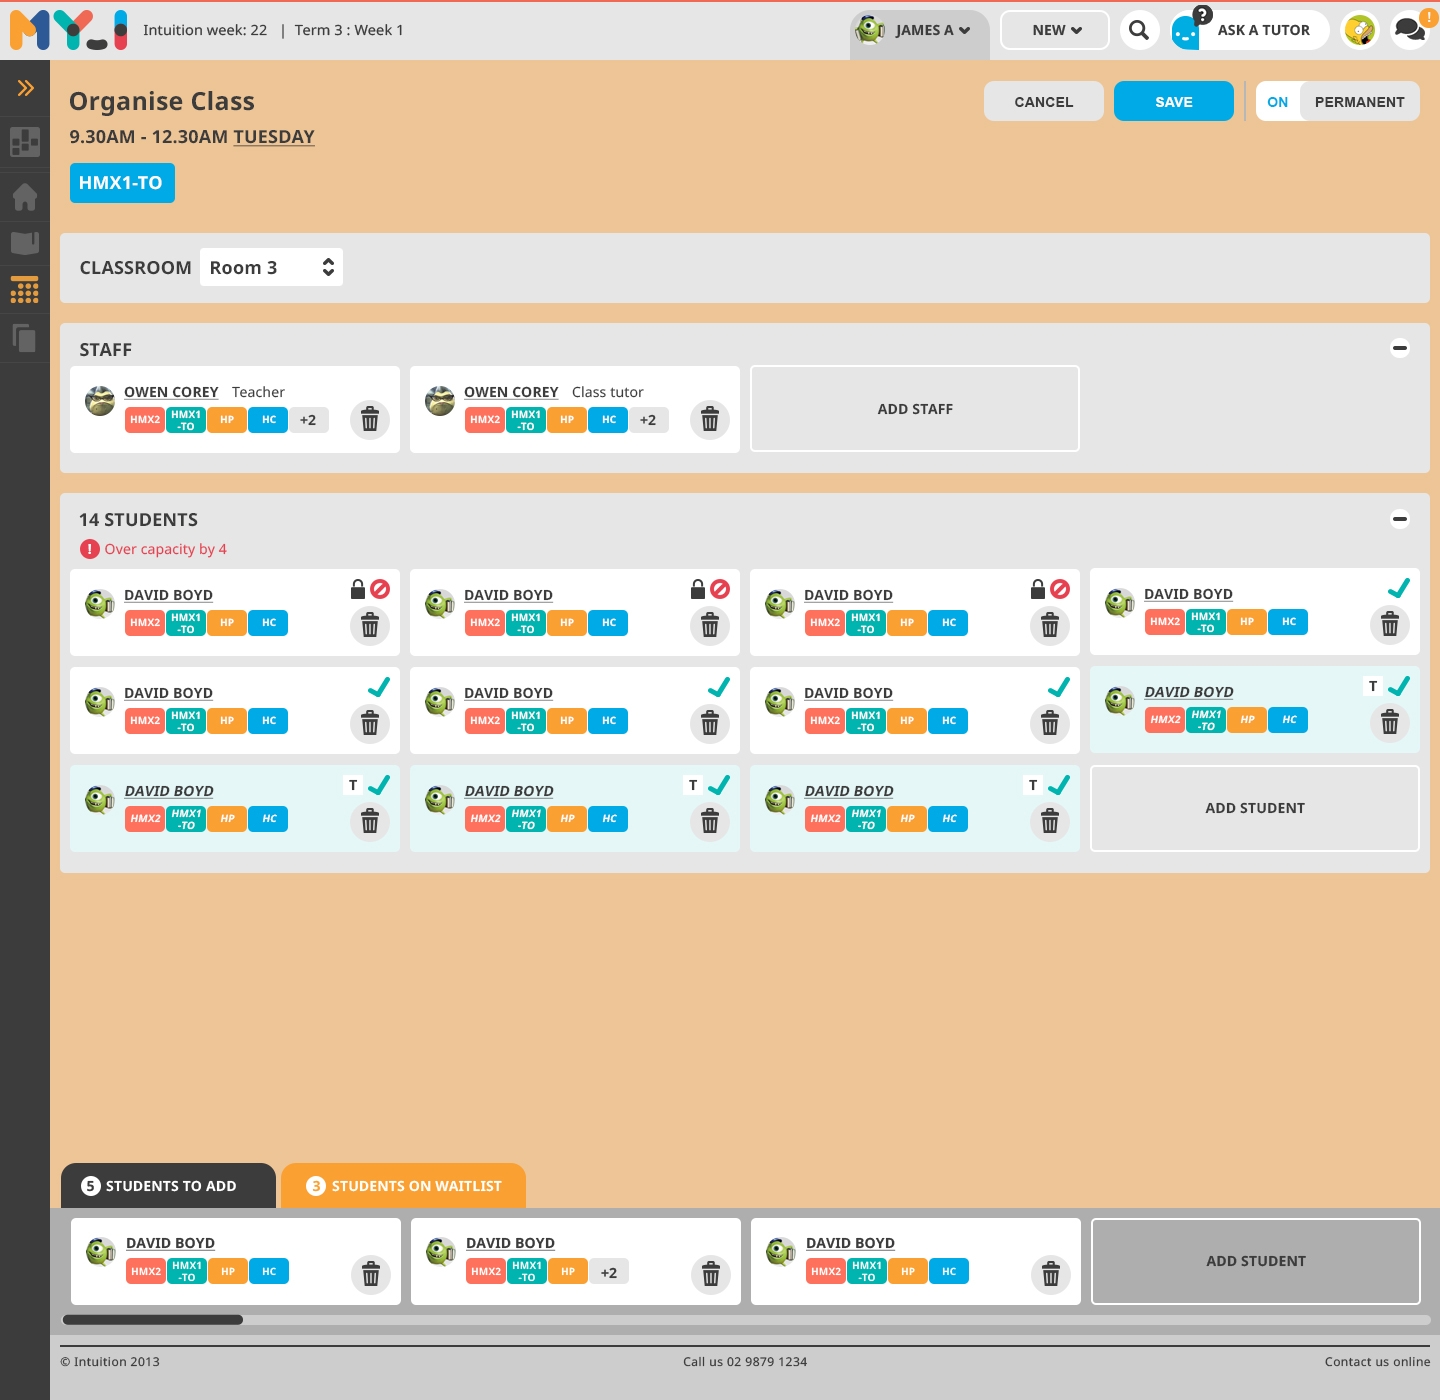 MY_I
Intuition week: 22 | Term 3 : Week 1
JAMES A
NEW
?
ASK A TUTOR
!
Organise Class
CANCEL
SAVE
ON
PERMANENT
9.30AM - 12.30AM TUESDAY
HMX1-TO
CLASSROOM
Room 3
STAFF
OWEN COREY Teacher
HMX2 HMX1 -TO HP HC +2
OWEN COREY Class tutor
HMX2 HMX1 -TO HP HC +2
ADD STAFF
14 STUDENTS
! Over capacity by 4
DAVID BOYD
HMX2 HMX1 -TO HP HC
DAVID BOYD
HMX2 HMX1 -TO HP HC
DAVID BOYD
HMX2 HMX1 -TO HP HC
DAVID BOYD
HMX2 HMX1 -TO HP HC
DAVID BOYD
HMX2 HMX1 -TO HP HC
DAVID BOYD
HMX2 HMX1 -TO HP HC
DAVID BOYD
HMX2 HMX1 -TO HP HC
DAVID BOYD T
HMX2 HMX1 -TO HP HC
DAVID BOYD T
HMX2 HMX1 -TO HP HC
DAVID BOYD T
HMX2 HMX1 -TO HP HC
DAVID BOYD T
HMX2 HMX1 -TO HP HC
ADD STUDENT
5 STUDENTS TO ADD
3 STUDENTS ON WAITLIST
DAVID BOYD
HMX2 HMX1 -TO HP HC
DAVID BOYD
HMX2 HMX1 -TO HP +2
DAVID BOYD
HMX2 HMX1 -TO HP HC
ADD STUDENT
© Intuition 2013
Call us 02 9879 1234
Contact us online